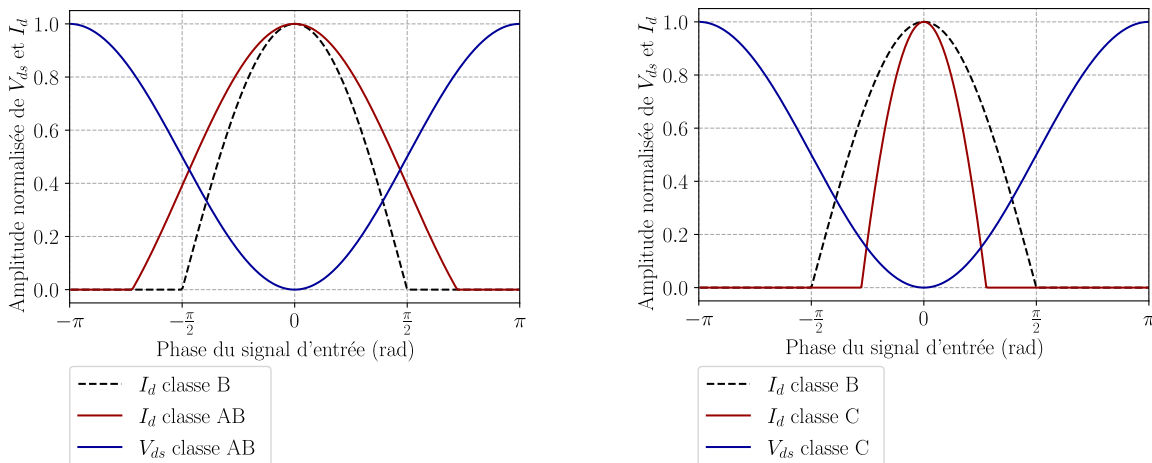 Amplitude normalisée de V_ds et I_d
1.0
0.8
0.6
0.4
0.2
0.0
−π
−π/2
0
π/2
π
Phase du signal d'entrée (rad)
I_d classe B
I_d classe AB
V_ds classe AB
Amplitude normalisée de V_ds et I_d
1.0
0.8
0.6
0.4
0.2
0.0
−π
−π/2
0
π/2
π
Phase du signal d'entrée (rad)
I_d classe B
I_d classe C
V_ds classe C